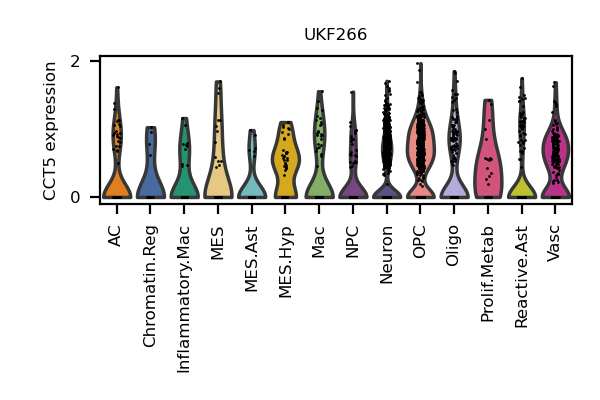 UKF266
CCT5 expression
2
0
AC
Chromatin.Reg
Inflammatory.Mac
MES
MES.Ast
MES.Hyp
Mac
NPC
Neuron
OPC
Oligo
Prolif.Metab
Reactive.Ast
Vasc